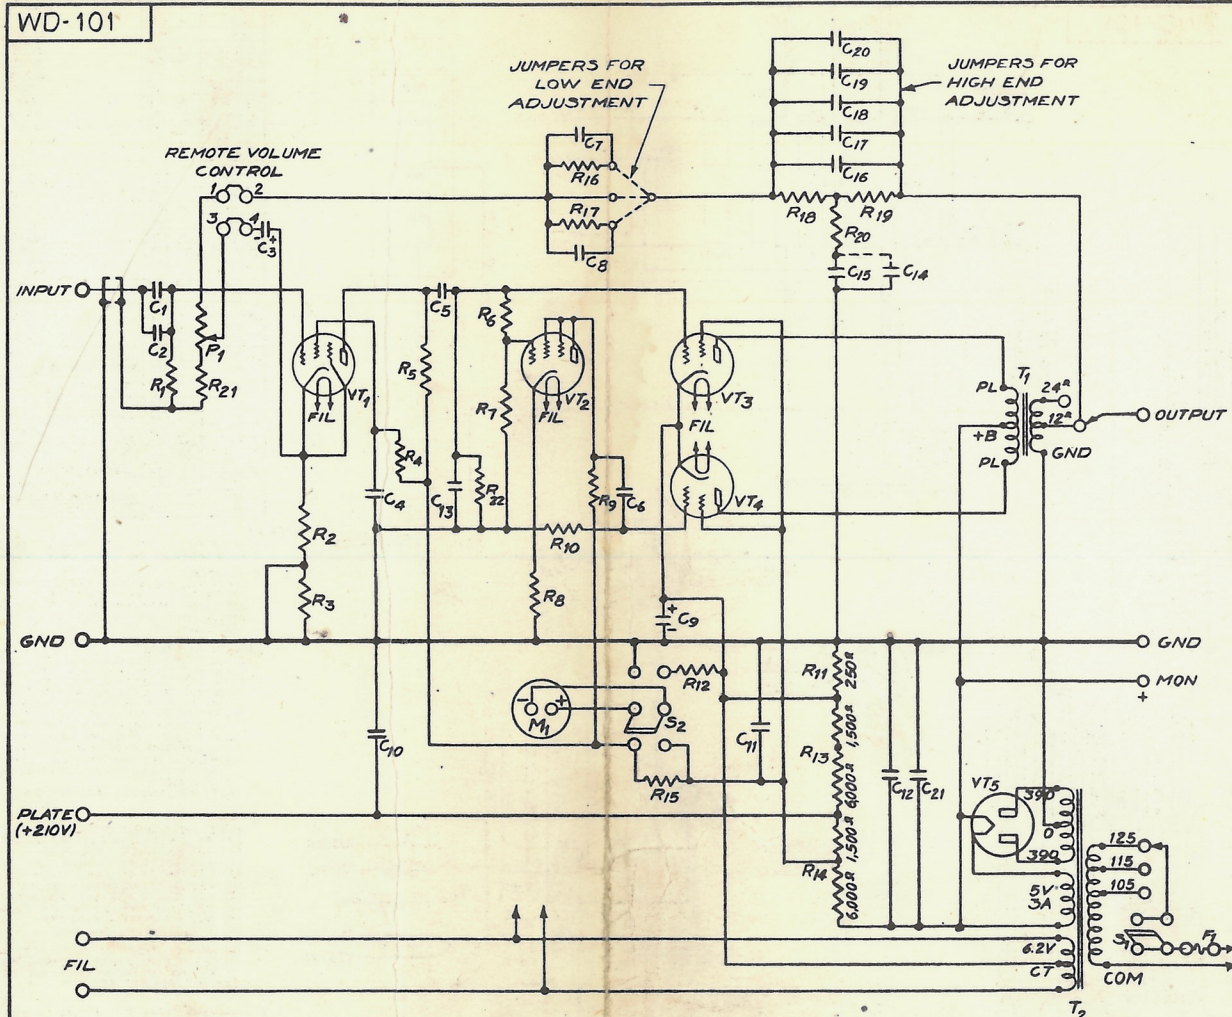 WD-101
C20
JUMPERS FOR
LOW END
ADJUSTMENT
C19
JUMPERS FOR
HIGH END
ADJUSTMENT
C18
C7
C17
REMOTE VOLUME
CONTROL
R16
C16
1 2
R17
R18 R19
3 4
- +
C3
R20
C8
C15 C14
INPUT
C1
C5
R6
C2
P1
R1
R21
VT1
R5
R7
VT2
VT3
FIL
FIL
FIL
T1
PL
24Ω
12Ω
OUTPUT
+B
GND
PL
R4
C4
C13
R22
R9
C6
VT4
R2
R10
R3
R8
+
C9
-
GND
GND
R11
250Ω
R12
MON
+
- +
M1
S2
1,500Ω
C10
C11
R13
6,000Ω
R15
C12 C21
VT5
390
0
390
PLATE
(+210V)
1,500Ω
R14
6,000Ω
125
115
105
5V
3A
S1
F1
FIL
6.2V
CT
COM
T2